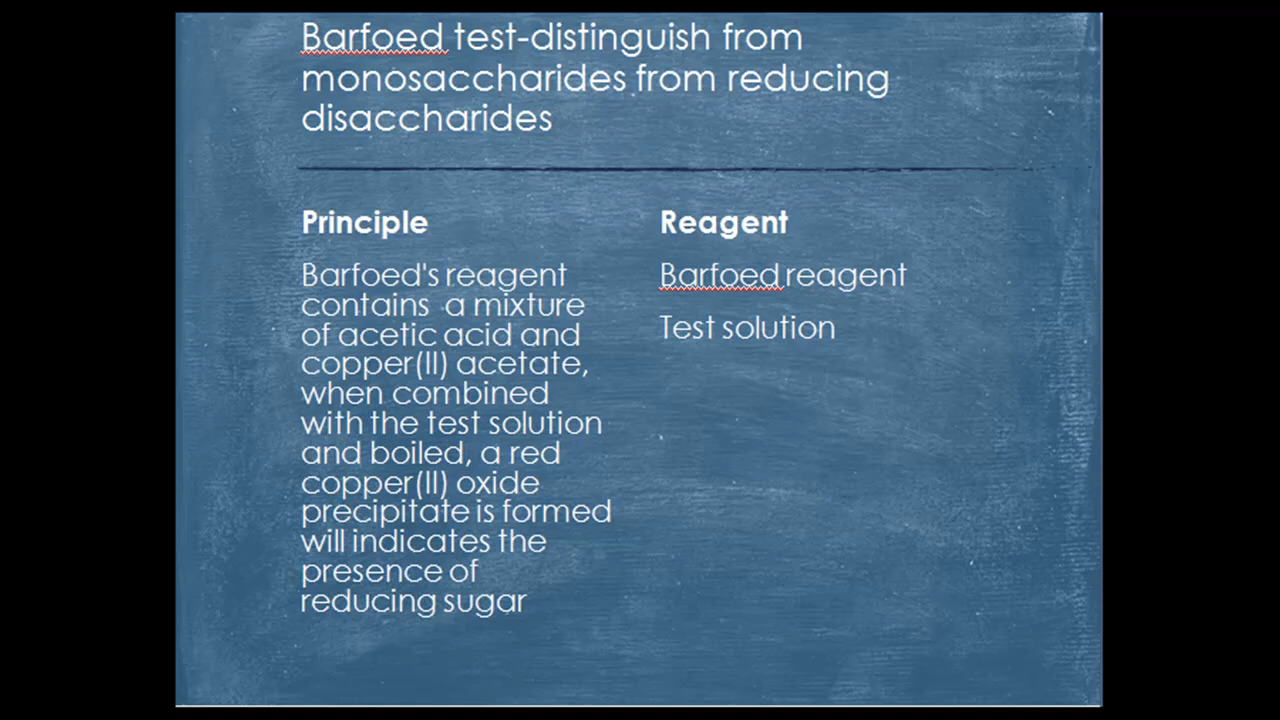 Barfoed test-distinguish from
monosaccharides from reducing
disaccharides
Principle
Barfoed's reagent
contains a mixture
of acetic acid and
copper(II) acetate,
when combined
with the test solution
and boiled, a red
copper(II) oxide
precipitate is formed
will indicates the
presence of
reducing sugar
Reagent
Barfoed reagent
Test solution